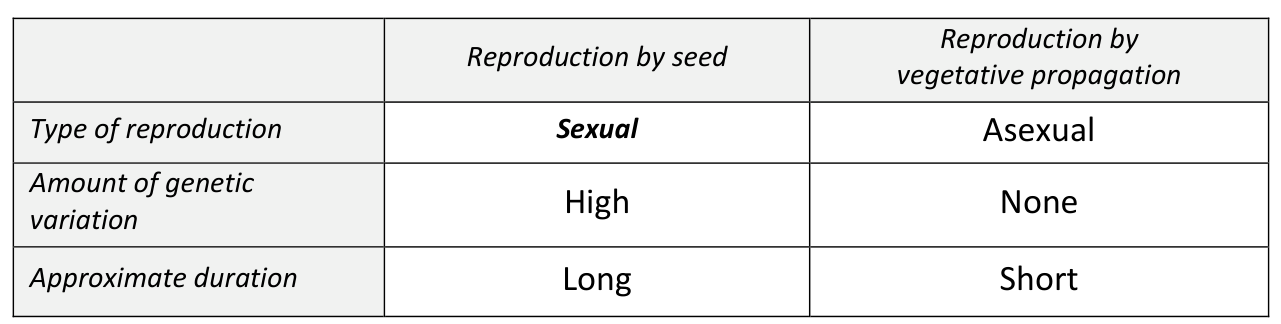 Reproduction by seed
Reproduction by
vegetative propagation
Type of reproduction
Sexual
Asexual
Amount of genetic
variation
High
None
Approximate duration
Long
Short